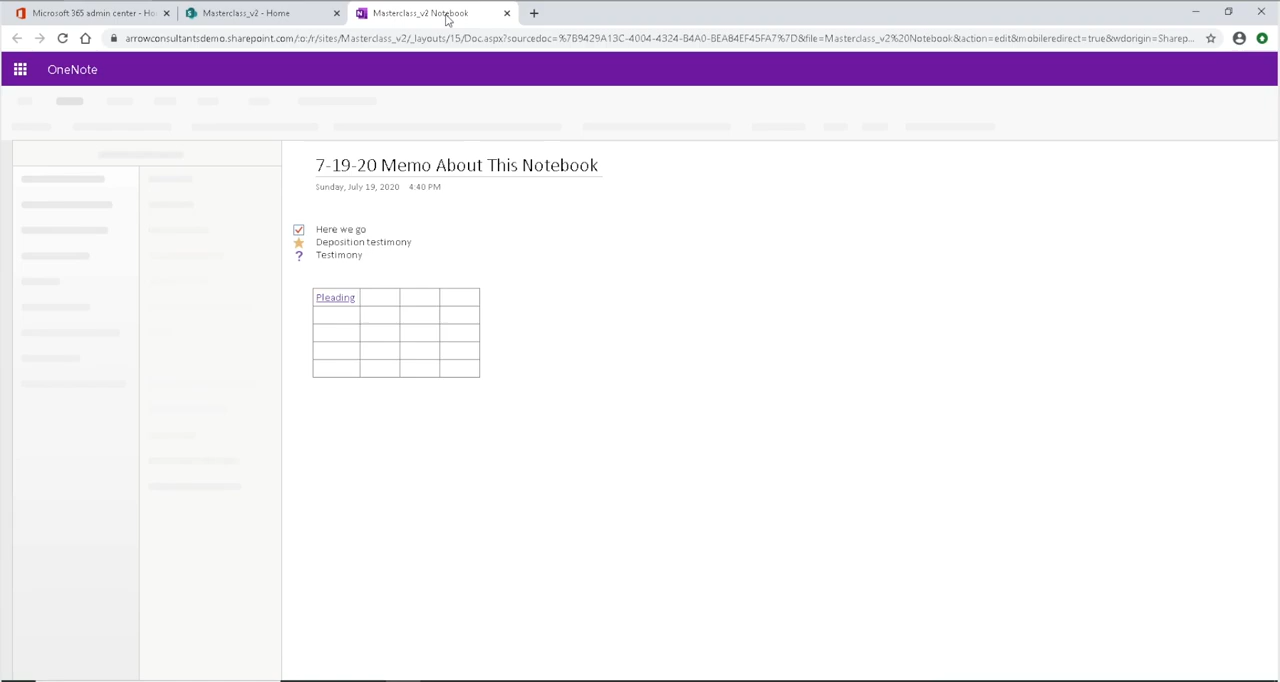 Microsoft 365 admin center - Ho
Masterclass_v2 - Home
Masterclass_v2 Notebook
arrowconsultantsdemo.sharepoint.com/:o:/r/sites/Masterclass_v2/_layouts/15/Doc.aspx?sourcedoc=%7B9429A13C-4004-4324-B4A0-BEA84EF45FA7%7D&file=Masterclass_v2%20Notebook&action=edit&mobileredirect=true&wdorigin=Sharep...
OneNote
7-19-20 Memo About This Notebook
Sunday, July 19, 2020 4:40 PM
Here we go
Deposition testimony
? Testimony
Pleading